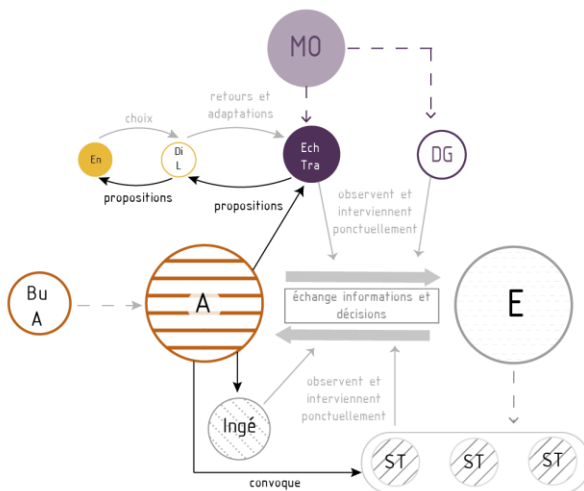 MO
retours et
adaptations
choix
En
Di
L
Ech
Tra
DG
propositions
propositions
observent et
interviennent
ponctuellement
Bu
A
A
échange informations et
décisions
E
observent et
interviennent
ponctuellement
Ingé
ST
ST
ST
convoque